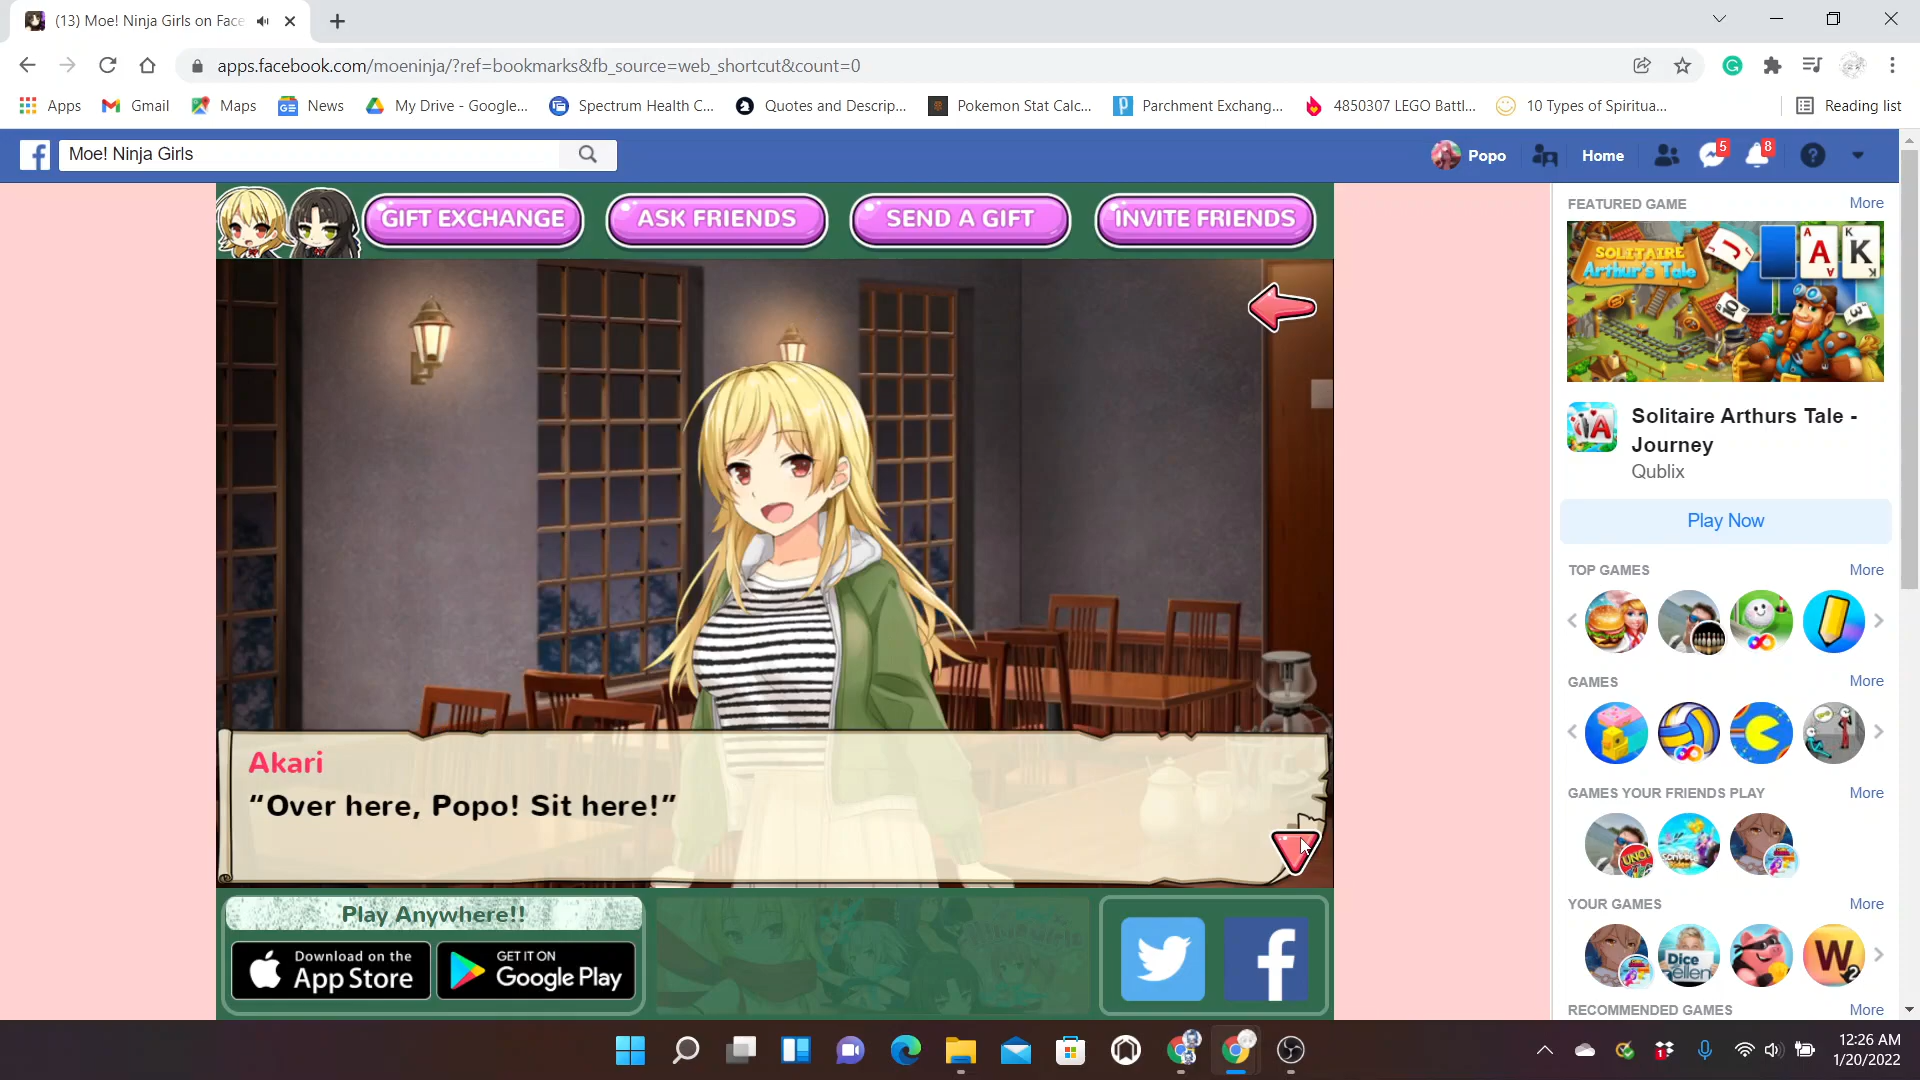 (13) Moe! Ninja Girls on Face
apps.facebook.com/moeninja/?ref=bookmarks&fb_source=web_shortcut&count=0
Apps
Gmail
Maps
News
My Drive - Google...
Spectrum Health C...
Quotes and Descrip...
Pokemon Stat Calc...
Parchment Exchang...
4850307 LEGO Battl...
10 Types of Spiritua...
Reading list
Moe! Ninja Girls
Popo
Home
5
8
GIFT EXCHANGE
ASK FRIENDS
SEND A GIFT
INVITE FRIENDS
FEATURED GAME
More
SOLITAIRE
Arthur's Tale
J
A
K
Solitaire Arthurs Tale -
Journey
Qublix
Play Now
TOP GAMES
More
GAMES
More
GAMES YOUR FRIENDS PLAY
More
UNO
YOUR GAMES
More
Dice
ellen
W
RECOMMENDED GAMES
More
Akari
“Over here, Popo! Sit here!”
Play Anywhere!!
Download on the
App Store
GET IT ON
Google Play
12:26 AM
1/20/2022